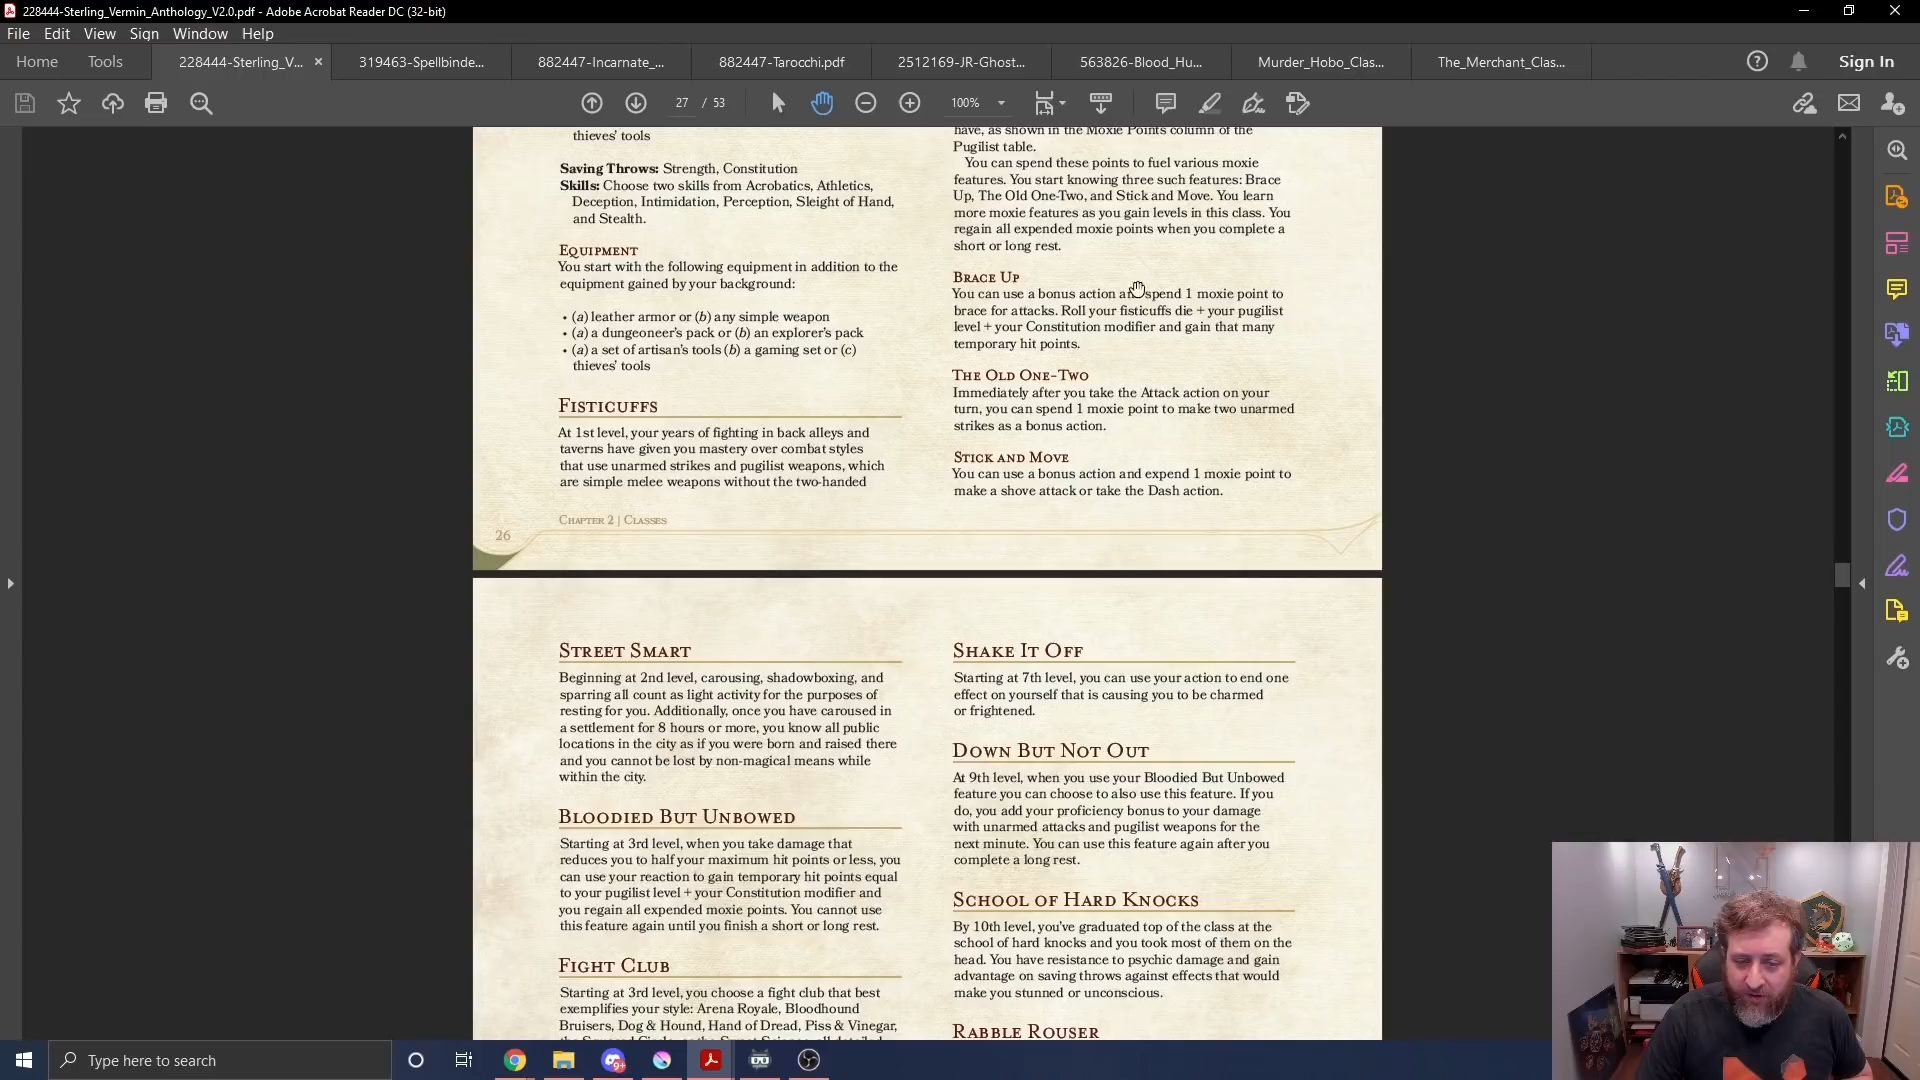 228444-Sterling_Vermin_Anthology_V2.0.pdf - Adobe Acrobat Reader DC (32-bit)
File Edit View Sign Window Help
Home Tools 228444-Sterling_V... 319463-Spellbinde... 882447-Incarnate_... 882447-Tarocchi.pdf 2512169-JR-Ghost... 563826-Blood_Hu... Murder_Hobo_Clas... The_Merchant_Clas... Sign In
27 / 53 100%
thieves' tools
Saving Throws: Strength, Constitution
Skills: Choose two skills from Acrobatics, Athletics,
Deception, Intimidation, Perception, Sleight of Hand,
and Stealth.
Equipment
You start with the following equipment in addition to the
equipment gained by your background:
• (a) leather armor or (b) any simple weapon
• (a) a dungeoneer's pack or (b) an explorer's pack
• (a) a set of artisan's tools (b) a gaming set or (c)
thieves' tools
Fisticuffs
At 1st level, your years of fighting in back alleys and
taverns have given you mastery over combat styles
that use unarmed strikes and pugilist weapons, which
are simple melee weapons without the two-handed
have, as shown in the Moxie Points column of the
Pugilist table.
You can spend these points to fuel various moxie
features. You start knowing three such features: Brace
Up, The Old One-Two, and Stick and Move. You learn
more moxie features as you gain levels in this class. You
regain all expended moxie points when you complete a
short or long rest.
Brace Up
You can use a bonus action and spend 1 moxie point to
brace for attacks. Roll your fisticuffs die + your pugilist
level + your Constitution modifier and gain that many
temporary hit points.
The Old One-Two
Immediately after you take the Attack action on your
turn, you can spend 1 moxie point to make two unarmed
strikes as a bonus action.
Stick and Move
You can use a bonus action and expend 1 moxie point to
make a shove attack or take the Dash action.
Chapter 2 | Classes
26
Street Smart
Beginning at 2nd level, carousing, shadowboxing, and
sparring all count as light activity for the purposes of
resting for you. Additionally, once you have caroused in
a settlement for 8 hours or more, you know all public
locations in the city as if you were born and raised there
and you cannot be lost by non-magical means while
within the city.
Bloodied But Unbowed
Starting at 3rd level, when you take damage that
reduces you to half your maximum hit points or less, you
can use your reaction to gain temporary hit points equal
to your pugilist level + your Constitution modifier and
you regain all expended moxie points. You cannot use
this feature again until you finish a short or long rest.
Fight Club
Starting at 3rd level, you choose a fight club that best
exemplifies your style: Arena Royale, Bloodhound
Bruisers, Dog & Hound, Hand of Dread, Piss & Vinegar,
the Squared Circle, or the Sweet Science, all detailed
Shake It Off
Starting at 7th level, you can use your action to end one
effect on yourself that is causing you to be charmed
or frightened.
Down But Not Out
At 9th level, when you use your Bloodied But Unbowed
feature you can choose to also use this feature. If you
do, you add your proficiency bonus to your damage
with unarmed attacks and pugilist weapons for the
next minute. You can use this feature again after you
complete a long rest.
School of Hard Knocks
By 10th level, you've graduated top of the class at the
school of hard knocks and you took most of them on the
head. You have resistance to psychic damage and gain
advantage on saving throws against effects that would
make you stunned or unconscious.
Rabble Rouser
Type here to search
9+